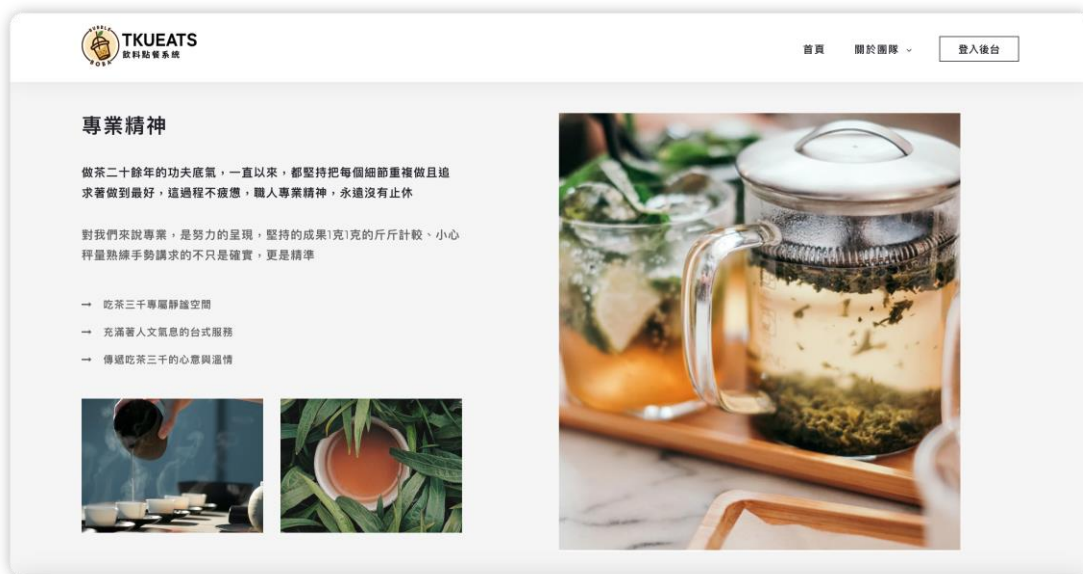 BUBBLE
BOBA
TKUEATS
飲料點餐系統
首頁
關於團隊
登入後台
專業精神
做茶二十餘年的功夫底氣，一直以來，都堅持把每個細節重複做且追
求著做到最好，這過程不疲憊，職人專業精神，永遠沒有止休
對我們來說專業，是努力的呈現，堅持的成果1克1克的斤斤計較、小心
秤量熟練手勢講求的不只是確實，更是精準
→ 吃茶三千專屬靜謐空間
→ 充滿著人文氣息的台式服務
→ 傳遞吃茶三千的心意與溫情